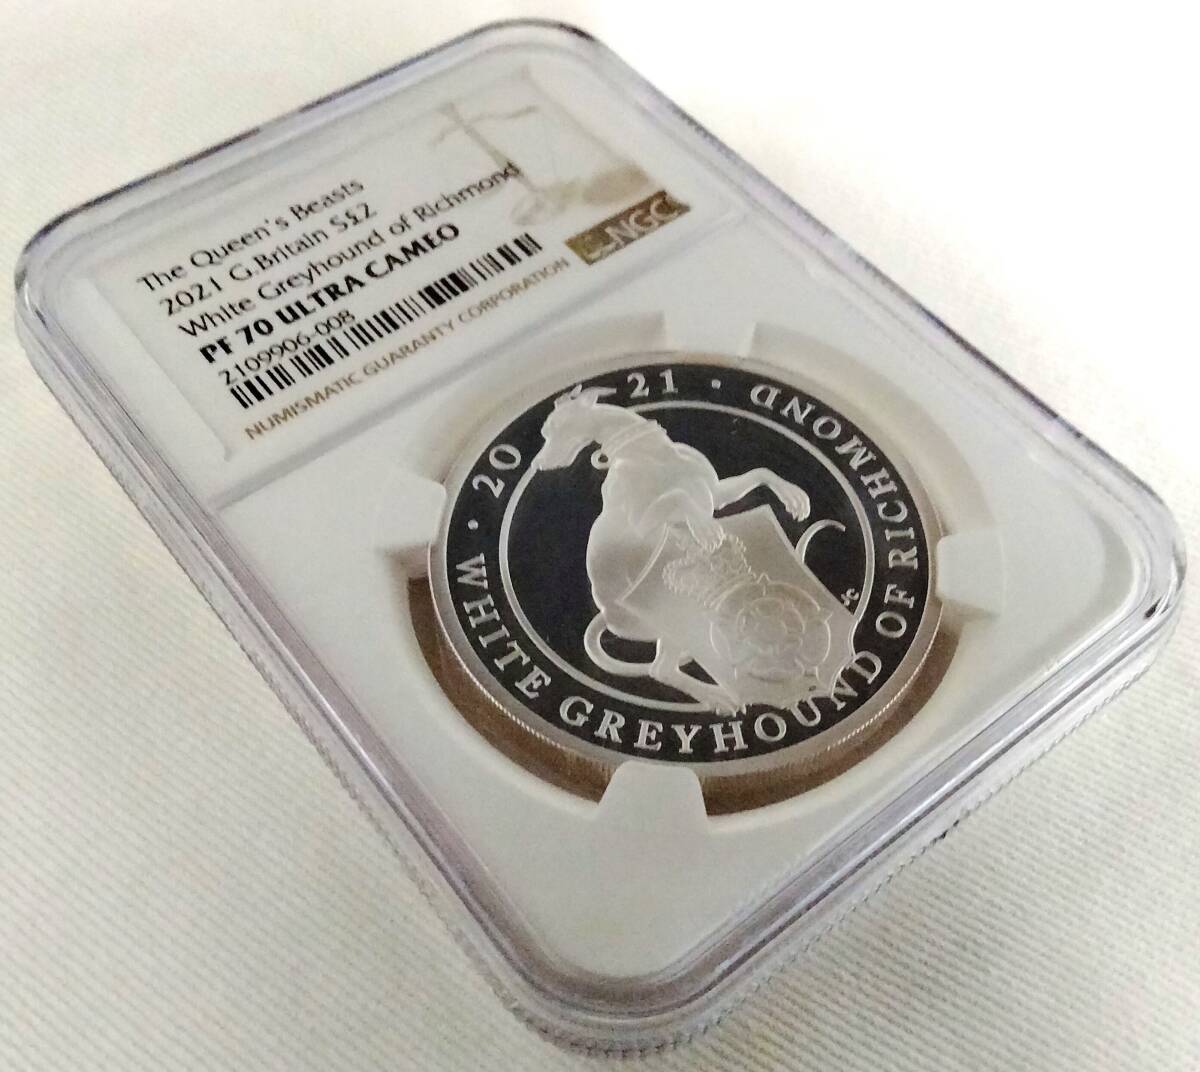 The Queen's Beasts
2021 G.Britain S£2
White Greyhound of Richmond
PF 70 ULTRA CAMEO
2109906-008
NUMISMATIC GUARANTY CORPORATION
NGC
· 20 21 ·
WHITE GREYHOUND OF RICHMOND
JC